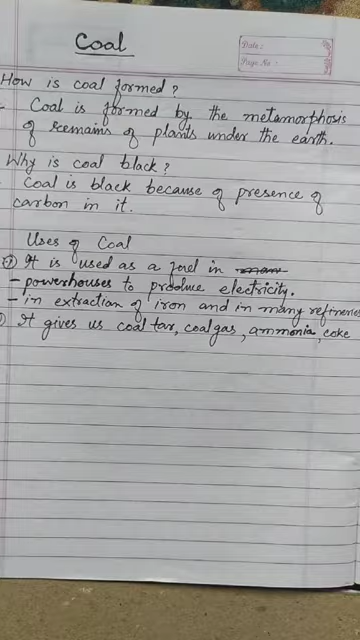 Coal
Date :
Page No :
How is coal formed ?
- Coal is formed by the metamorphosis
of remains of plants under the earth.
Why is coal black ?
Coal is black because of presence of
carbon in it.
Uses of Coal
It is used as a fuel in
- powerhouses to produce electricity.
- in extraction of iron and in many refineries
It gives us coal tar, coal gas, ammonia, coke